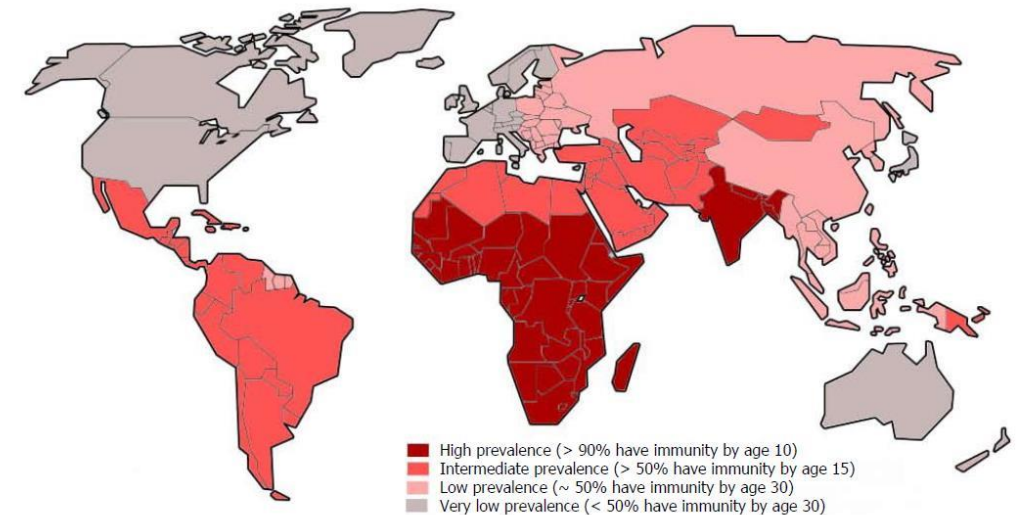 High prevalence (> 90% have immunity by age 10)
Intermediate prevalence (> 50% have immunity by age 15)
Low prevalence (~ 50% have immunity by age 30)
Very low prevalence (< 50% have immunity by age 30)